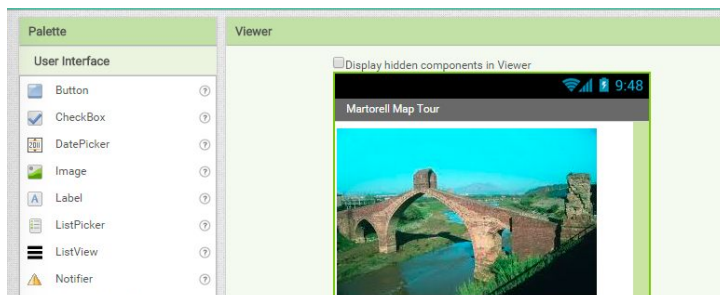 Palette
Viewer
User Interface
Display hidden components in Viewer
Button
9:48
CheckBox
Martorell Map Tour
DatePicker
Image
Label
ListPicker
ListView
Notifier